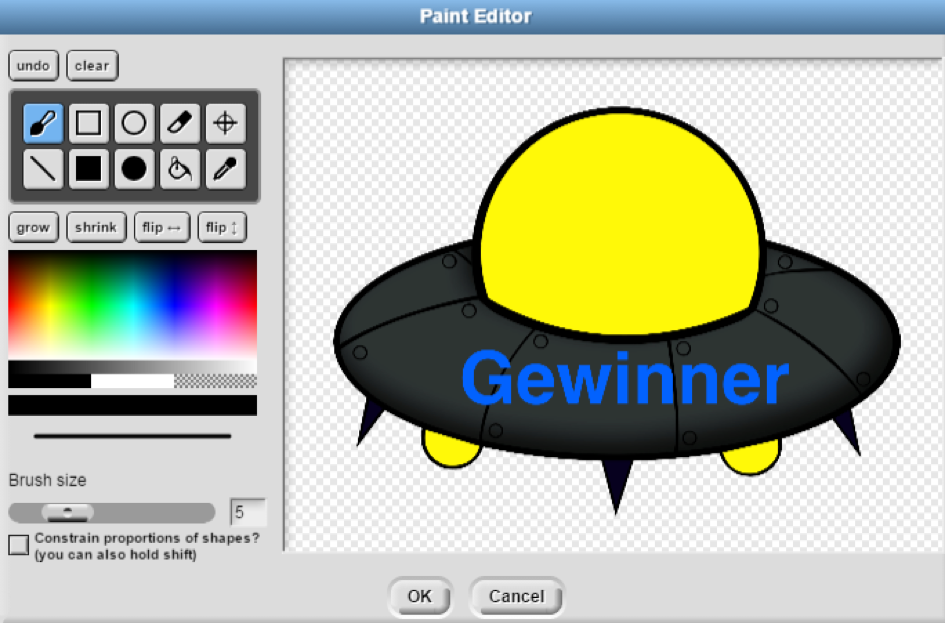 Paint Editor
undo clear
grow shrink flip ↔ flip ↕
Gewinner
Brush size
5
Constrain proportions of shapes?
(you can also hold shift)
OK Cancel